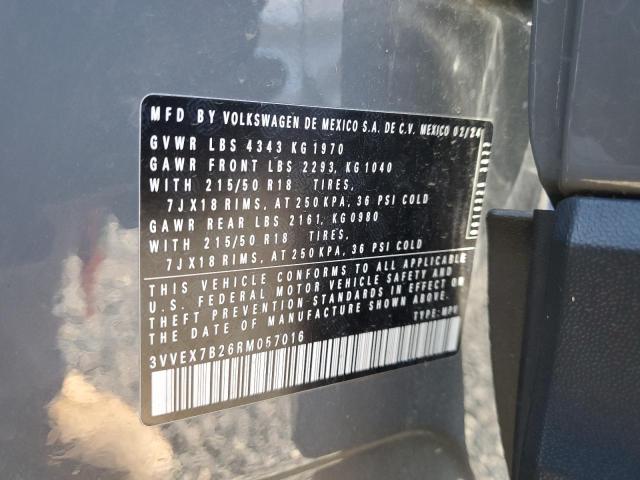 MFD BY VOLKSWAGEN DE MEXICO S.A. DE C.V. MEXICO 02/24
GVWR LBS 4343 KG 1970
GAWR FRONT LBS 2293, KG 1040
WITH 215/50 R18 TIRES,
7JX18 RIMS, AT 250 KPA, 36 PSI COLD
GAWR REAR LBS 2161, KG0980
WITH 215/50 R18 TIRES,
7JX18 RIMS, AT 250 KPA, 36 PSI COLD
THIS VEHICLE CONFORMS TO ALL APPLICABLE
U.S. FEDERAL MOTOR VEHICLE SAFETY AND
THEFT PREVENTION STANDARDS IN EFFECT ON
THE DATE OF MANUFACTURE SHOWN ABOVE.
3VVEX7B26RM057016 TYPE: MPV